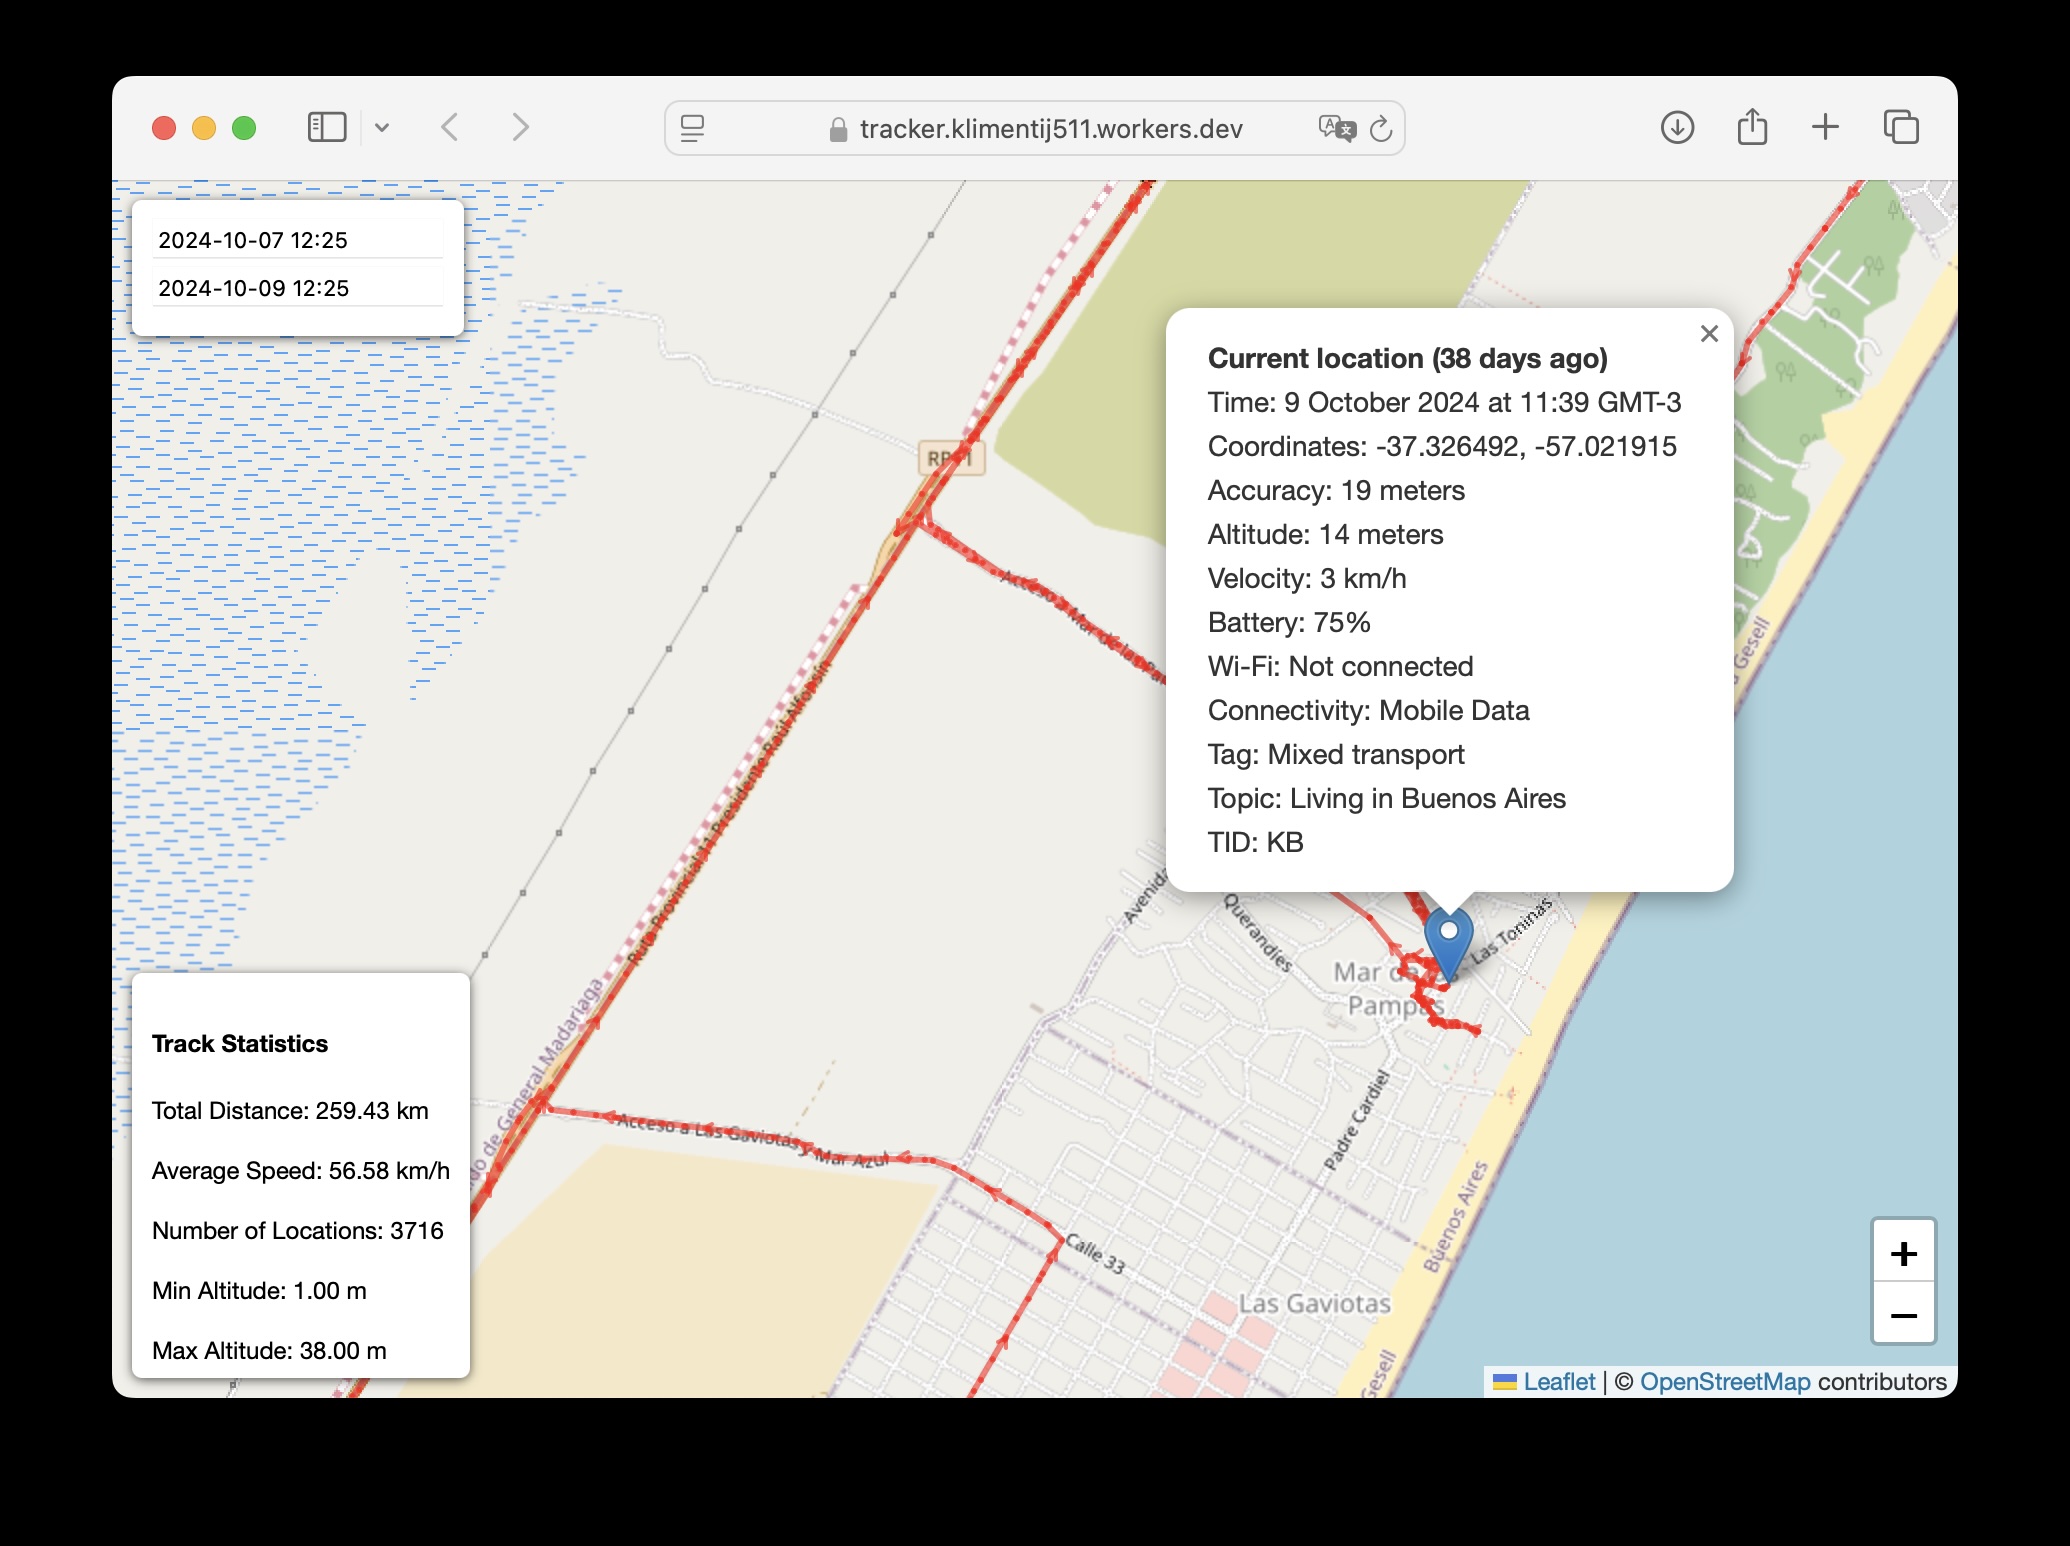 tracker.klimentij511.workers.dev
2024-10-07 12:25
2024-10-09 12:25
Current location (38 days ago)
Time: 9 October 2024 at 11:39 GMT-3
Coordinates: -37.326492, -57.021915
Accuracy: 19 meters
Altitude: 14 meters
Velocity: 3 km/h
Battery: 75%
Wi-Fi: Not connected
Connectivity: Mobile Data
Tag: Mixed transport
Topic: Living in Buenos Aires
TID: KB
Acceso a Mar de las Pa
Gesell
Ruta Provincial 11 Presidente Raúl Alfonsín
Avenida
Querandíes
Las Toninas
Mar de
Pampas
de General Madariaga
Padre Cardiel
Acceso a Las Gaviotas y Mar Azul
Calle 33
Buenos Aires
Las Gaviotas
Gesell
Track Statistics
Total Distance: 259.43 km
Average Speed: 56.58 km/h
Number of Locations: 3716
Min Altitude: 1.00 m
Max Altitude: 38.00 m
+
−
Leaflet | © OpenStreetMap contributors